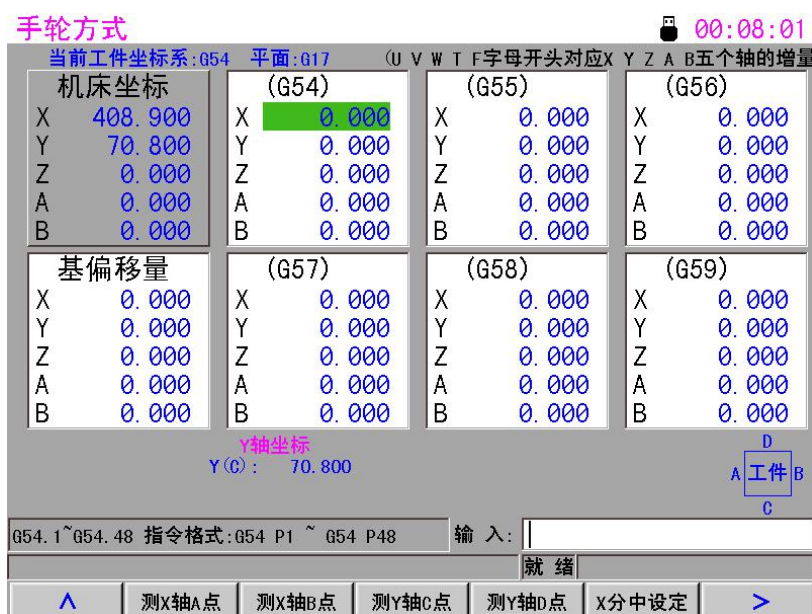 手轮方式 00:08:01
当前工件坐标系:G54 平面:G17 (U V W T F字母开头对应X Y Z A B五个轴的增量
机床坐标 (G54) (G55) (G56)
X 408.900 X 0.000 X 0.000 X 0.000
Y 70.800 Y 0.000 Y 0.000 Y 0.000
Z 0.000 Z 0.000 Z 0.000 Z 0.000
A 0.000 A 0.000 A 0.000 A 0.000
B 0.000 B 0.000 B 0.000 B 0.000
基偏移量 (G57) (G58) (G59)
X 0.000 X 0.000 X 0.000 X 0.000
Y 0.000 Y 0.000 Y 0.000 Y 0.000
Z 0.000 Z 0.000 Z 0.000 Z 0.000
A 0.000 A 0.000 A 0.000 A 0.000
B 0.000 B 0.000 B 0.000 B 0.000
Y轴坐标 D
Y(C): 70.800
A 工件 B
C
G54.1~G54.48 指令格式:G54 P1 ~ G54 P48 输 入:
就 绪
测X轴A点 测X轴B点 测Y轴C点 测Y轴D点 X分中设定 >